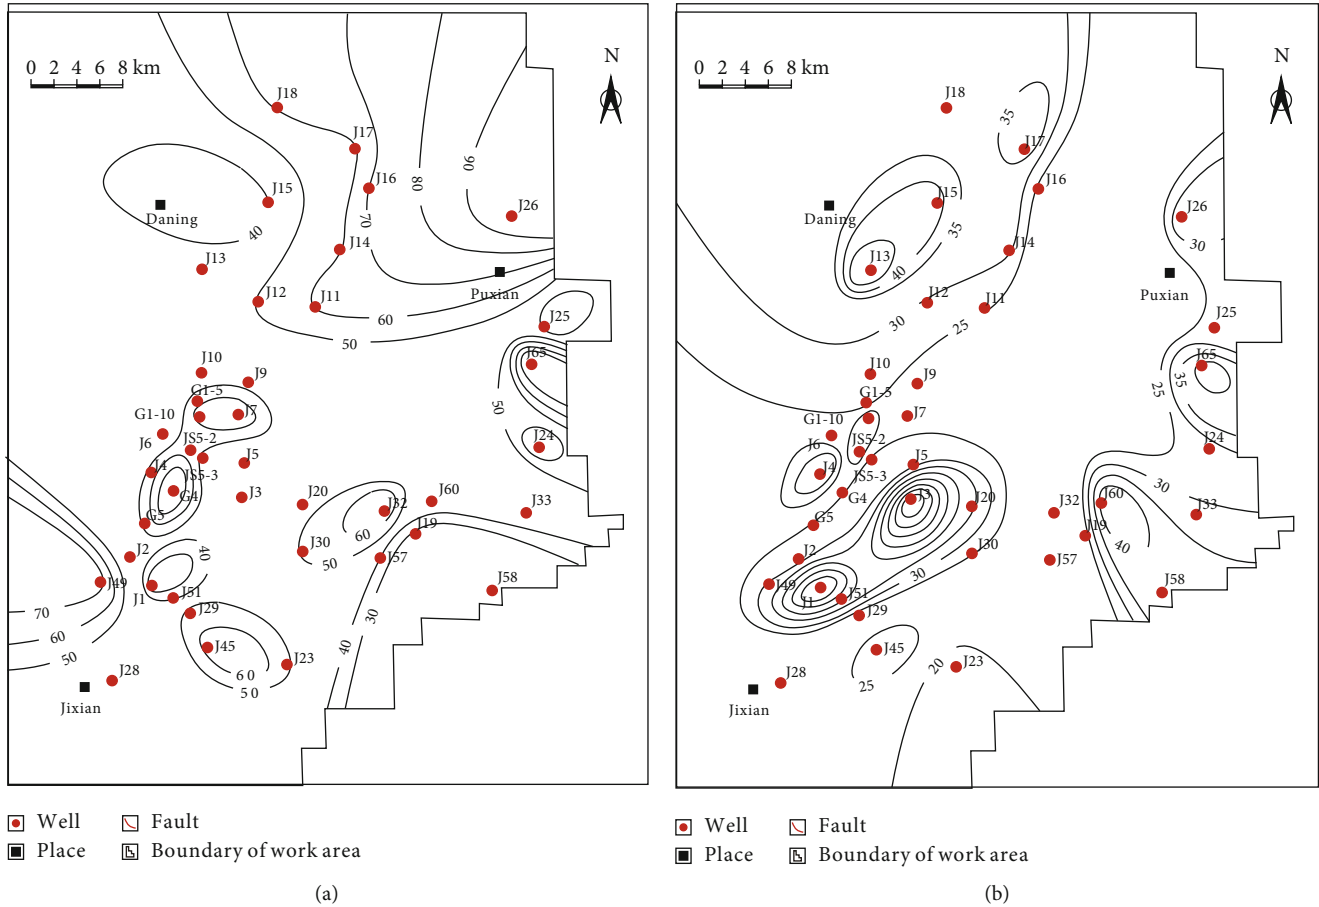 0 2 4 6 8 km
N
J18
J17
J16
J15
J26
J14
J13
J12
J11
J25
J65
J10
J9
G1-5
G1-10
J7
J6
JS5-2
J24
J4
JS5-3
J5
G4
J3
J20
J32
J60
J33
G5
J19
J2
J30
J57
J49
J1
J51
J58
J29
J45
J23
J28
Daning
Puxian
Jixian
40
50
60
70
80
90
50
40
60
50
70
60
50
60
50
40
30
Well
Fault
Place
Boundary of work area
(a)
0 2 4 6 8 km
N
J18
J17
J16
J15
J26
J14
J13
J12
J11
J25
J65
J10
J9
G1-5
G1-10
J7
J6
JS5-2
J24
J4
JS5-3
J5
G4
J3
J20
J32
J60
J33
G5
J19
J2
J30
J57
J49
J1
J51
J58
J29
J45
J23
J28
Daning
Puxian
Jixian
35
35
40
30
25
30
35
25
30
40
30
25
20
Well
Fault
Place
Boundary of work area
(b)